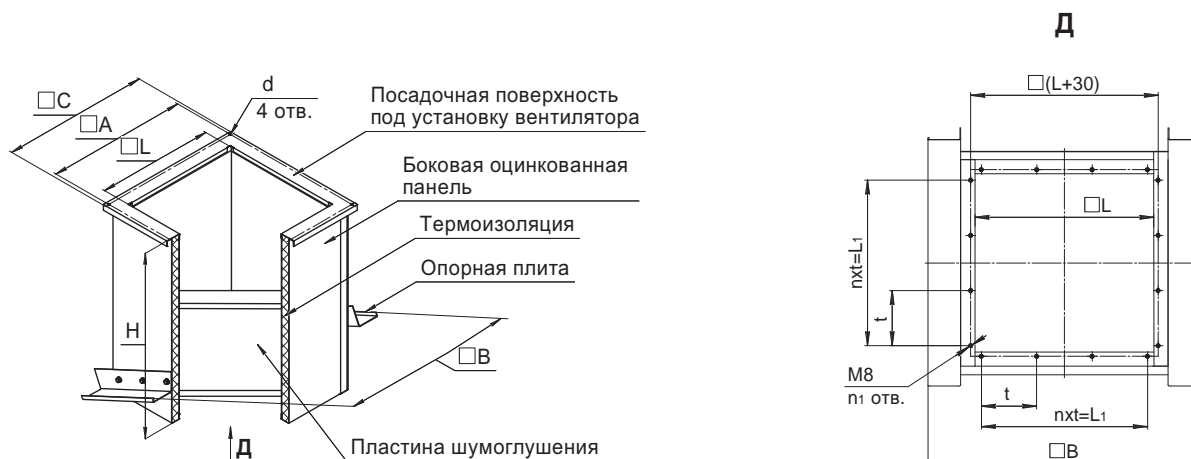 Д
□C
□A
□L
d
4 отв.
Посадочная поверхность
под установку вентилятора
Боковая оцинкованная
панель
Термоизоляция
Опорная плита
H
□B
Д
Пластина шумоглушения
□(L+30)
□L
nxt=L1
t
M8
n1 отв.
t
nxt=L1
□B